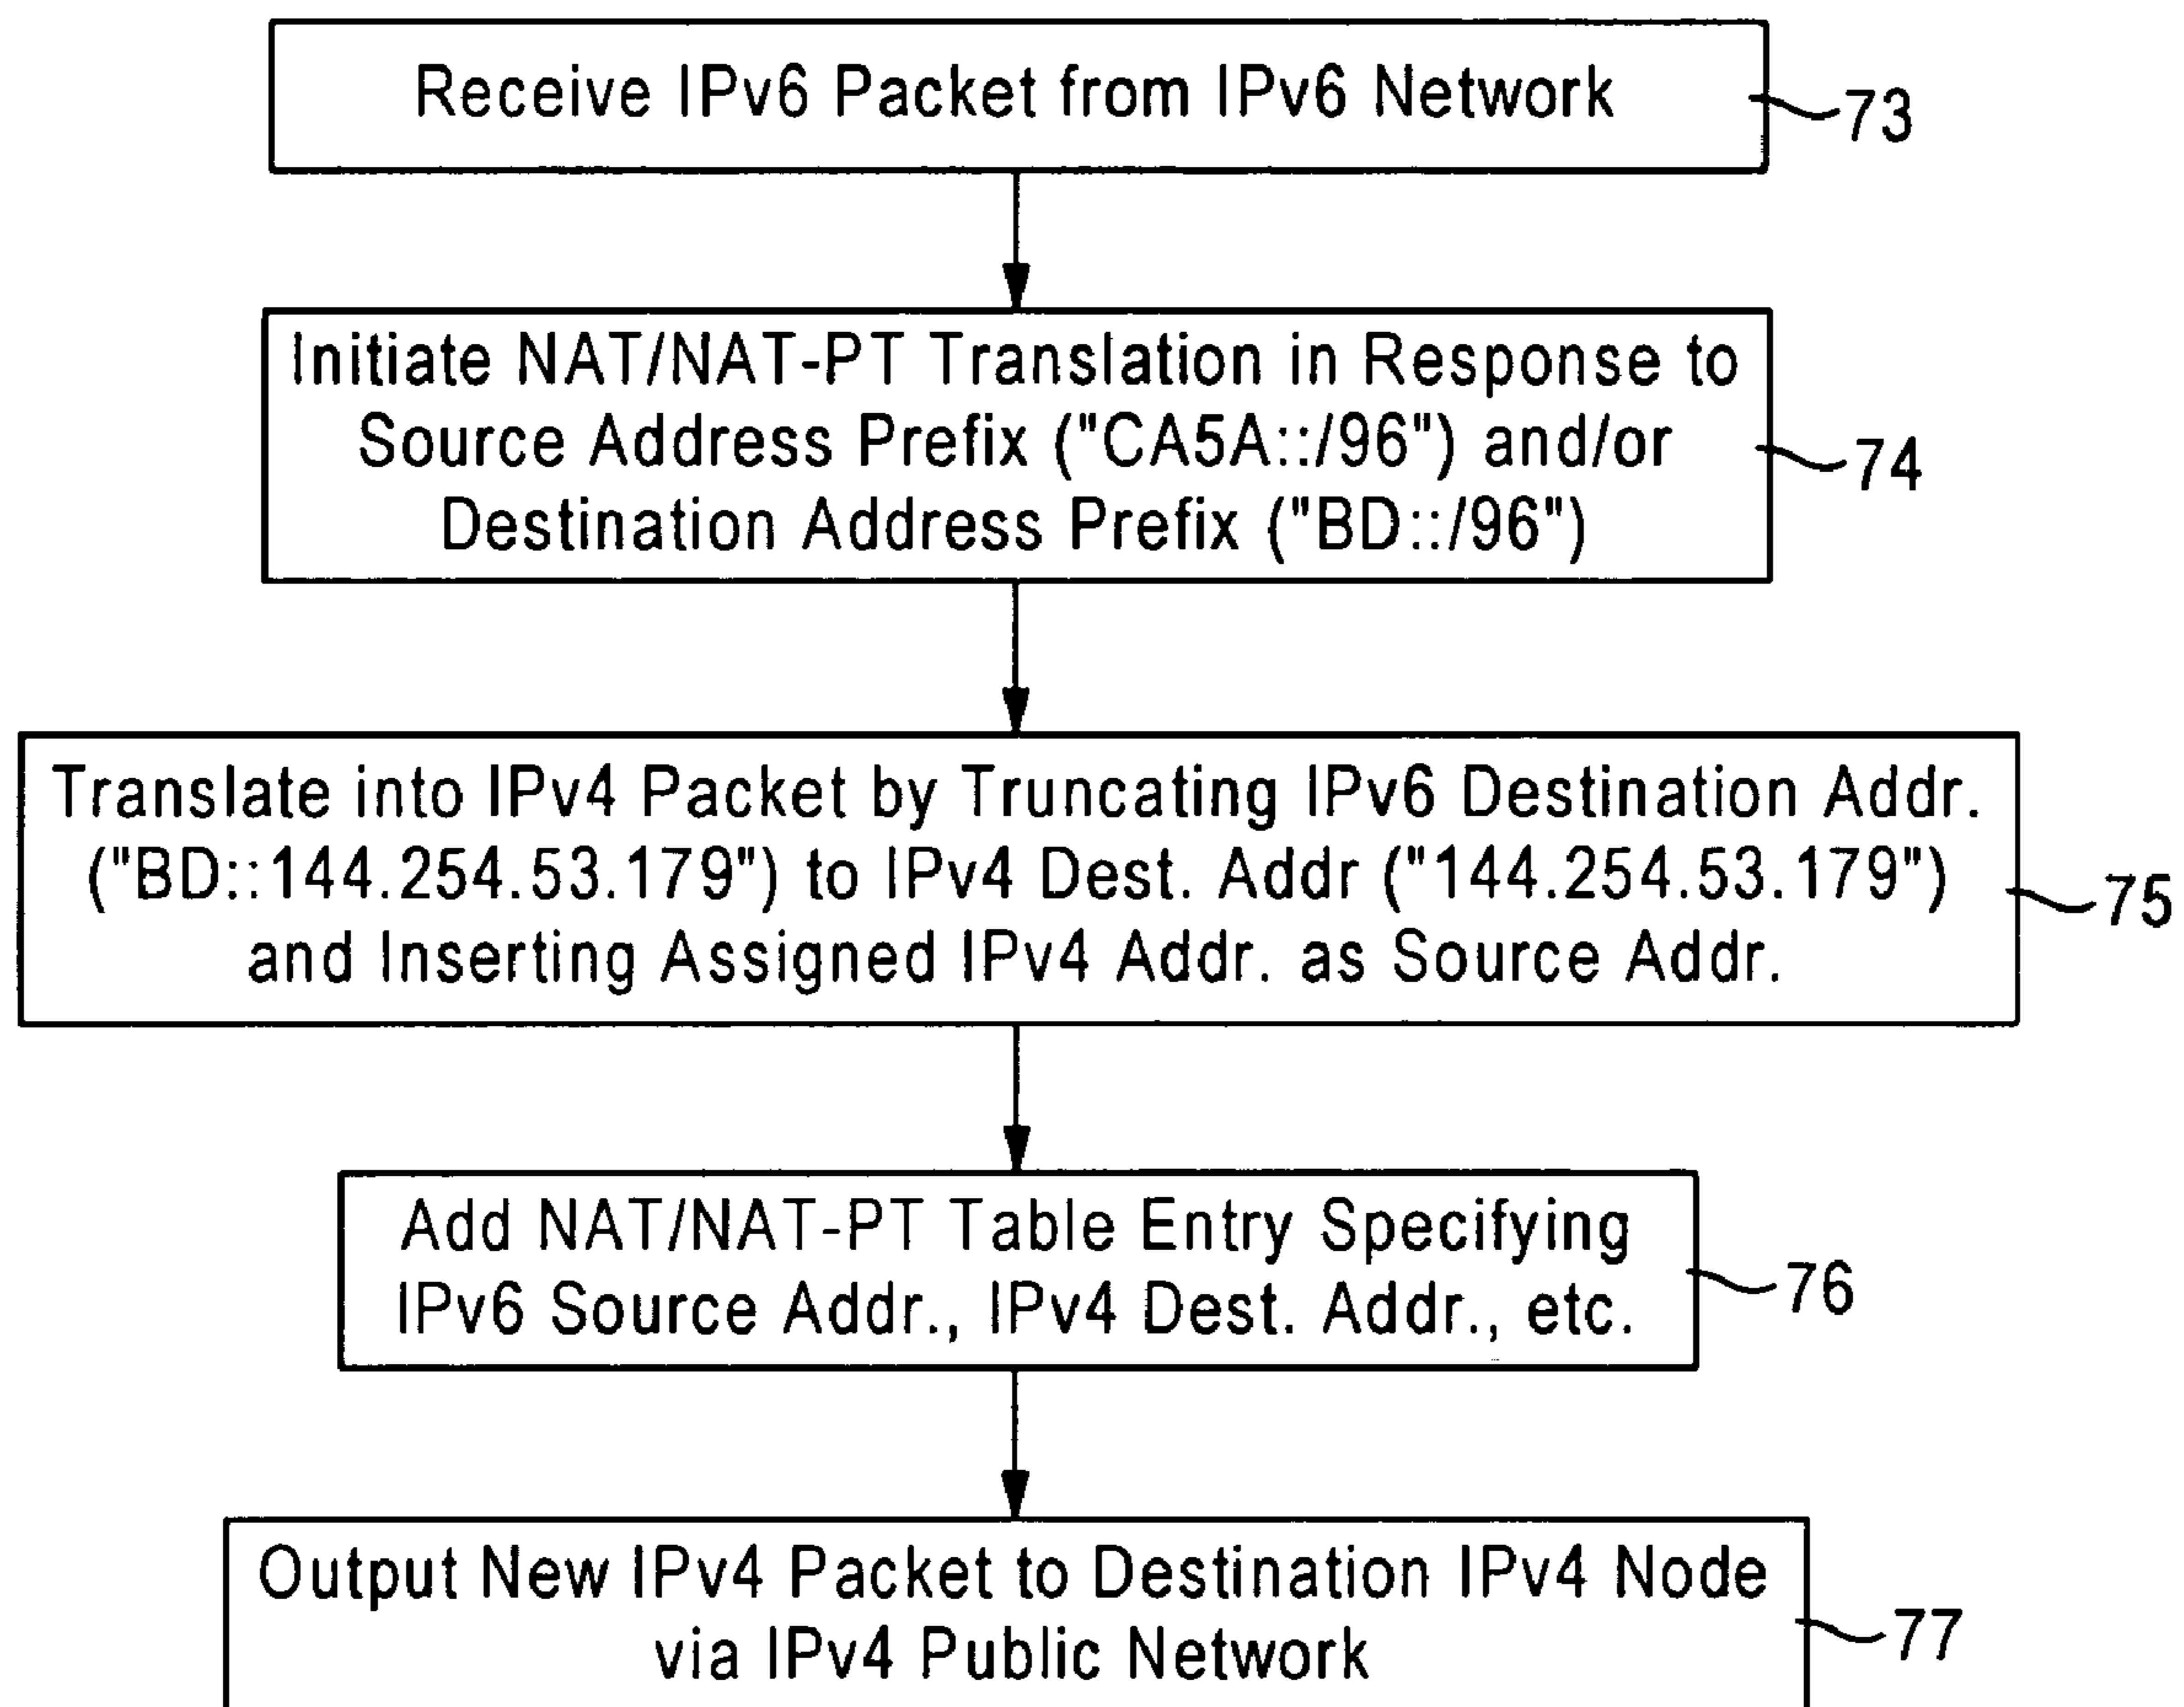 Receive IPv6 Packet from IPv6 Network
73
Initiate NAT/NAT-PT Translation in Response to
Source Address Prefix ("CA5A::/96") and/or
Destination Address Prefix ("BD::/96")
74
Translate into IPv4 Packet by Truncating IPv6 Destination Addr.
("BD::144.254.53.179") to IPv4 Dest. Addr ("144.254.53.179")
and Inserting Assigned IPv4 Addr. as Source Addr.
75
Add NAT/NAT-PT Table Entry Specifying
IPv6 Source Addr., IPv4 Dest. Addr., etc.
76
Output New IPv4 Packet to Destination IPv4 Node
via IPv4 Public Network
77